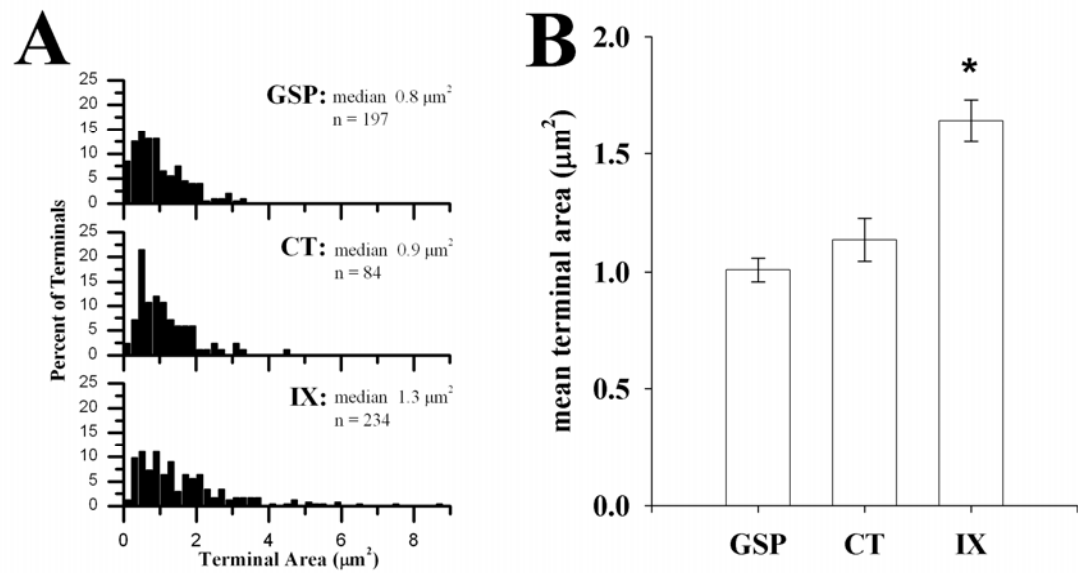 A
25
20
15
10
5
0
GSP: median 0.8 μm²
n = 197
25
20
15
10
5
0
CT: median 0.9 μm²
n = 84
25
20
15
10
5
0
IX: median 1.3 μm²
n = 234
Percent of Terminals
0 2 4 6 8
Terminal Area (μm²)
B
2.0
1.5
1.0
0.5
0.0
*
mean terminal area (μm²)
GSP CT IX